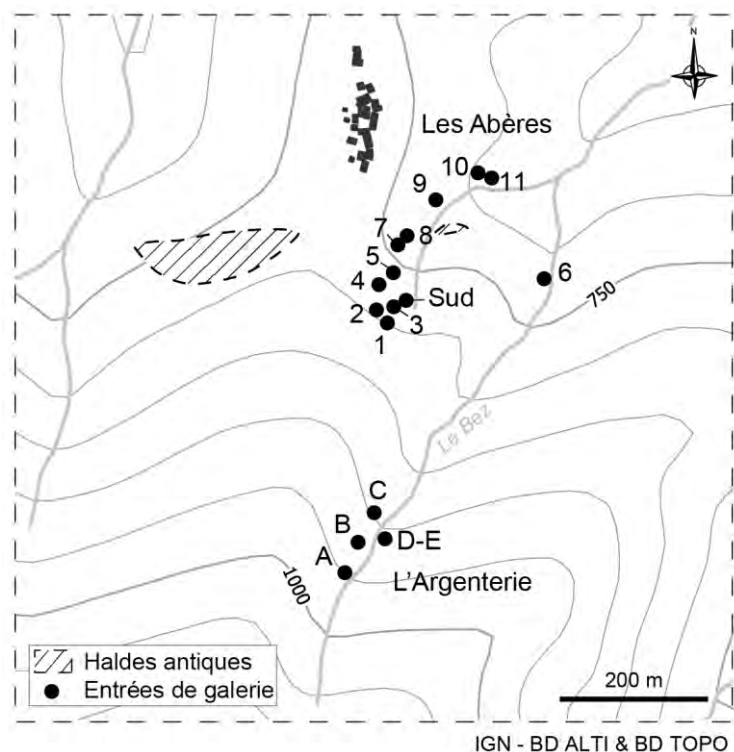 N
Les Abères
10
11
9
7
8
5
4
6
Sud
750
2
3
1
Le Bez
C
B
D-E
A
L'Argenterie
1000
Haldes antiques
Entrées de galerie
200 m
IGN - BD ALTI & BD TOPO